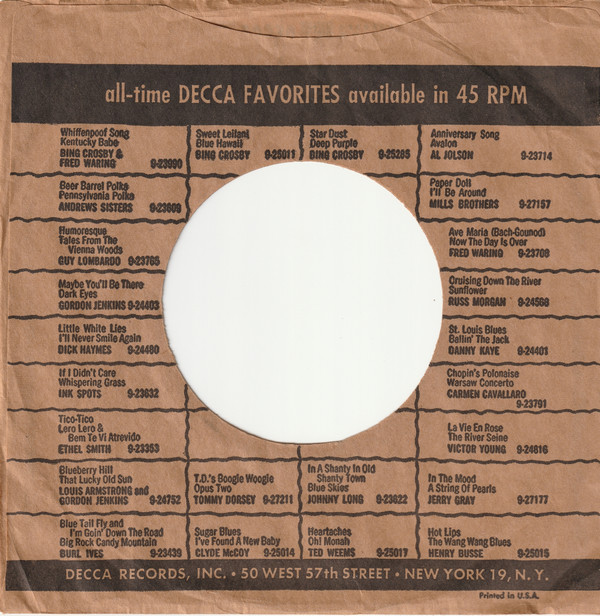 all-time DECCA FAVORITES available in 45 RPM
Whiffenpoof Song
Kentucky Babe
BING CROSBY &
FRED WARING 9-23990
Sweet Leilani
Blue Hawaii
BING CROSBY 9-25011
Star Dust
Deep Purple
BING CROSBY 9-25285
Anniversary Song
Avalon
AL JOLSON 9-23714
Beer Barrel Polka
Pennsylvania Polka
ANDREWS SISTERS 9-23609
Paper Doll
I'll Be Around
MILLS BROTHERS 9-27157
Humoresque
Tales From The
Vienna Woods
GUY LOMBARDO 9-23765
Ave Maria (Bach-Gounod)
Now The Day Is Over
FRED WARING 9-23708
Maybe You'll Be There
Dark Eyes
GORDON JENKINS 9-24403
Cruising Down The River
Sunflower
RUSS MORGAN 9-24568
Little White Lies
I'll Never Smile Again
DICK HAYMES 9-24480
St. Louis Blues
Ballin' The Jack
DANNY KAYE 9-24401
If I Didn't Care
Whispering Grass
INK SPOTS 9-23632
Chopin's Polonaise
Warsaw Concerto
CARMEN CAVALLARO
9-23791
Tico-Tico
Lero Lero &
Bem Te Vi Atrevido
ETHEL SMITH 9-23353
La Vie En Rose
The River Seine
VICTOR YOUNG 9-24816
Blueberry Hill
That Lucky Old Sun
LOUIS ARMSTRONG and
GORDON JENKINS 9-24752
T.D.'s Boogie Woogie
Opus Two
TOMMY DORSEY 9-27211
In A Shanty In Old
Shanty Town
Blue Skies
JOHNNY LONG 9-23622
In The Mood
A String Of Pearls
JERRY GRAY 9-27177
Blue Tail Fly and
I'm Goin' Down The Road
Big Rock Candy Mountain
BURL IVES 9-23439
Sugar Blues
I've Found A New Baby
CLYDE McCOY 9-25014
Heartaches
Oh! Monah
TED WEEMS 9-25017
Hot Lips
The Wang Wang Blues
HENRY BUSSE 9-25016
DECCA RECORDS, INC. • 50 WEST 57th STREET • NEW YORK 19, N. Y.
Printed in U.S.A.